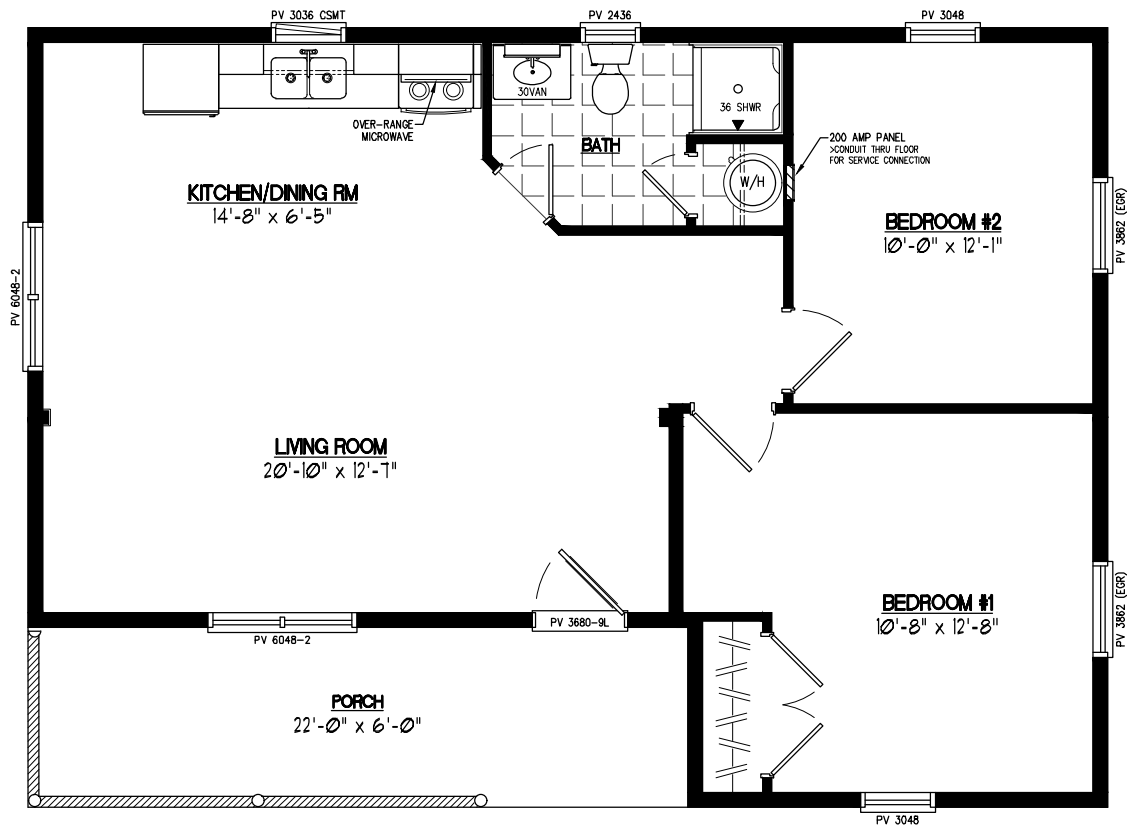 PV 3036 CSMT
PV 2436
PV 3048
30VAN
36 SHWR
OVER-RANGE
MICROWAVE
BATH
200 AMP PANEL
>CONDUIT THRU FLOOR
FOR SERVICE CONNECTION
W/H
KITCHEN/DINING RM
14'-8" x 6'-5"
BEDROOM #2
10'-0" x 12'-1"
PV 3862 (EGR)
PV 6048-2
LIVING ROOM
20'-10" x 12'-7"
BEDROOM #1
10'-8" x 12'-8"
PV 3862 (EGR)
PV 3680-9L
PV 6048-2
PORCH
22'-0" x 6'-0"
PV 3048